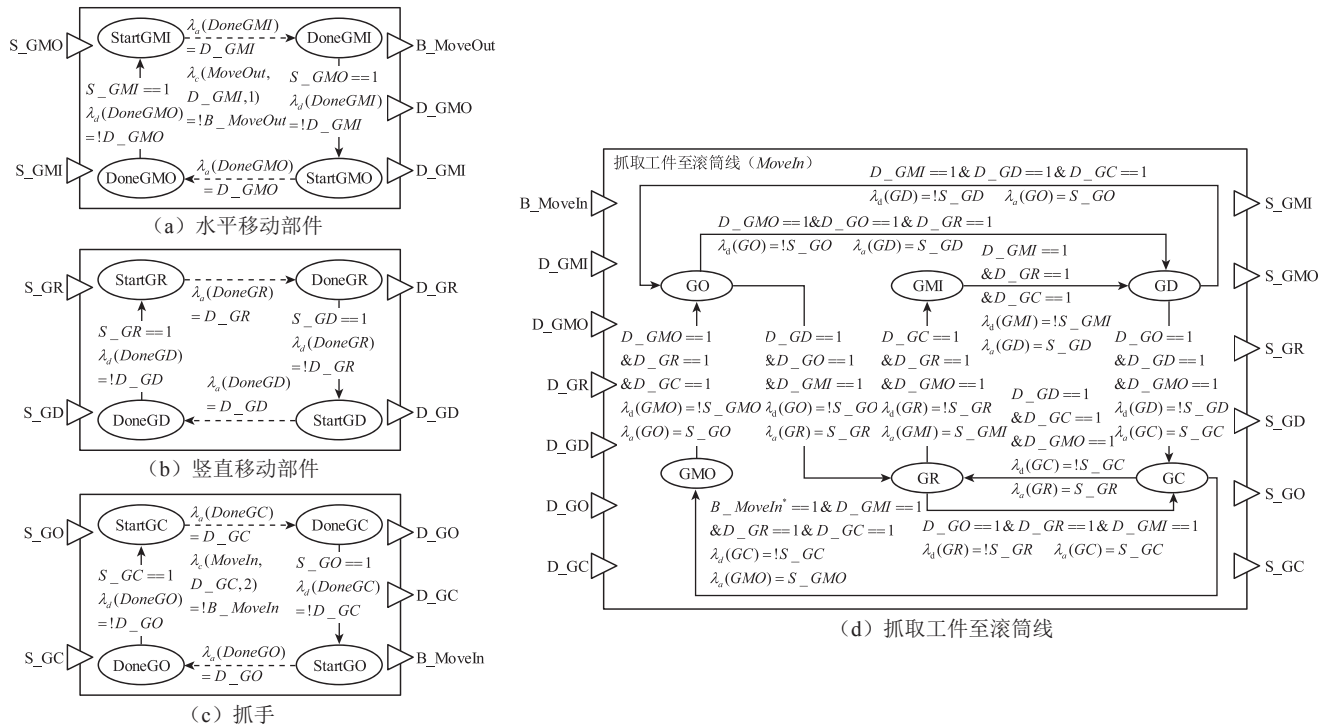 S_GMO
S_GMI
StartGMI
λa(DoneGMI)
= D_GMI
λc(MoveOut,
D_GMI,1)
=!B_MoveOut
DoneGMI
S_GMI==1
λd(DoneGMO)
=!D_GMO
S_GMO==1
λd(DoneGMI)
=!D_GMI
DoneGMO
λa(DoneGMO)
= D_GMO
StartGMO
B_MoveOut
D_GMO
D_GMI
(a) 水平移动部件
S_GR
S_GD
StartGR
λa(DoneGR)
= D_GR
DoneGR
S_GR==1
λd(DoneGD)
=!D_GD
S_GD==1
λd(DoneGR)
=!D_GR
DoneGD
λa(DoneGD)
= D_GD
StartGD
D_GR
D_GD
(b) 竖直移动部件
S_GO
S_GC
StartGC
λa(DoneGC)
= D_GC
λc(MoveIn,
D_GC,2)
=!B_MoveIn
DoneGC
S_GC==1
λd(DoneGO)
=!D_GO
S_GO==1
λd(DoneGC)
=!D_GC
DoneGO
λa(DoneGO)
= D_GO
StartGO
D_GO
D_GC
B_MoveIn
(c) 抓手
抓取工件至滚筒线（MoveIn）
B_MoveIn
D_GMI
D_GMO
D_GR
D_GD
D_GO
D_GC
D_GMI==1&D_GD==1&D_GC==1
λd(GD)=!S_GD λa(GO)=S_GO
D_GMO==1&D_GO==1&D_GR==1
λd(GO)=!S_GO λa(GD)=S_GD
GO
GMI
D_GMI==1
&D_GR==1
&D_GC==1
λd(GMI)=!S_GMI
λa(GD)=S_GD
GD
D_GMO==1
&D_GR==1
&D_GC==1
λd(GMO)=!S_GMO
λa(GO)=S_GO
D_GD==1
&D_GO==1
&D_GMI==1
λd(GO)=!S_GO
λa(GR)=S_GR
D_GC==1
&D_GR==1
&D_GMO==1
λd(GR)=!S_GR
λa(GMI)=S_GMI
D_GD==1
&D_GC==1
&D_GMO==1
λd(GC)=!S_GC
λa(GR)=S_GR
D_GO==1
&D_GD==1
&D_GMO==1
λd(GD)=!S_GD
λa(GC)=S_GC
GMO
GR
GC
B_MoveIn*==1&D_GMI==1
&D_GR==1&D_GC==1
λd(GC)=!S_GC
λa(GMO)=S_GMO
D_GO==1&D_GR==1&D_GMI==1
λd(GR)=!S_GR λa(GC)=S_GC
S_GMI
S_GMO
S_GR
S_GD
S_GO
S_GC
(d) 抓取工件至滚筒线